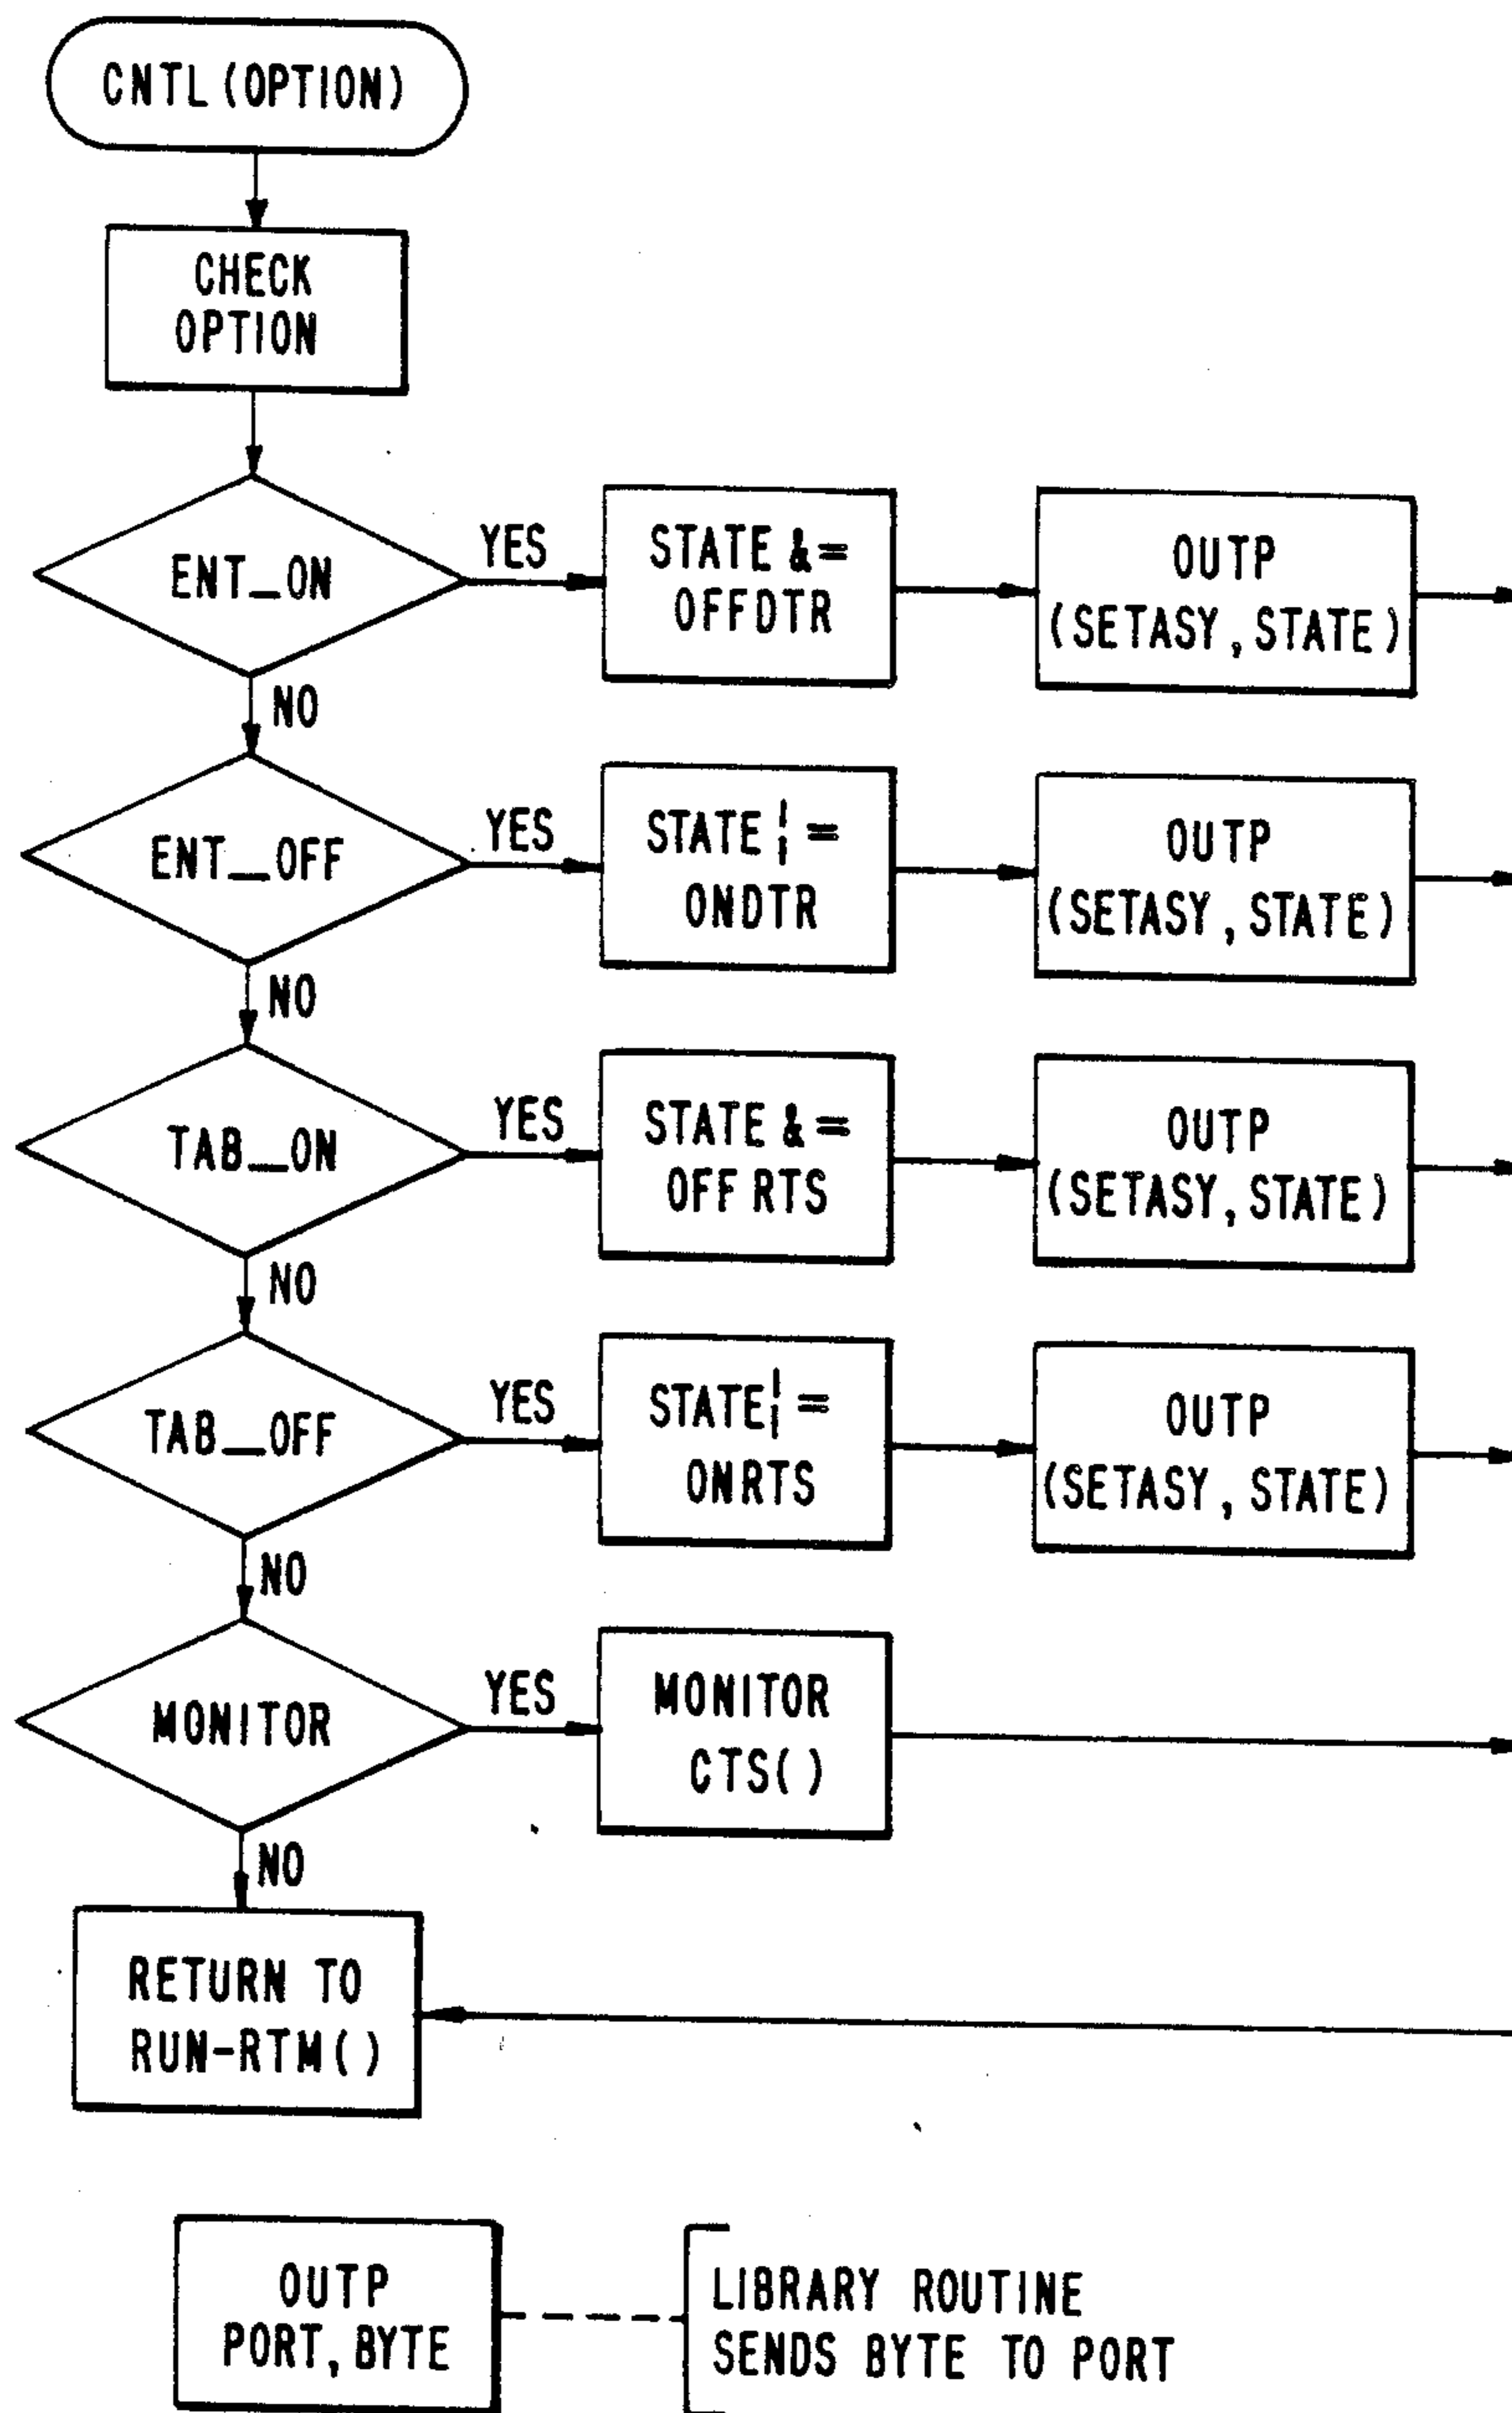 CNTL (OPTION)
CHECK
OPTION
ENT_ON
YES
STATE &=
OFFDTR
OUTP
(SETASY, STATE)
NO
ENT_OFF
YES
STATE ¦=
ONDTR
OUTP
(SETASY, STATE)
NO
TAB_ON
YES
STATE &=
OFF RTS
OUTP
(SETASY, STATE)
NO
TAB_OFF
YES
STATE ¦=
ONRTS
OUTP
(SETASY, STATE)
NO
MONITOR
YES
MONITOR
CTS()
NO
RETURN TO
RUN-RTM()
OUTP
PORT, BYTE
LIBRARY ROUTINE
SENDS BYTE TO PORT